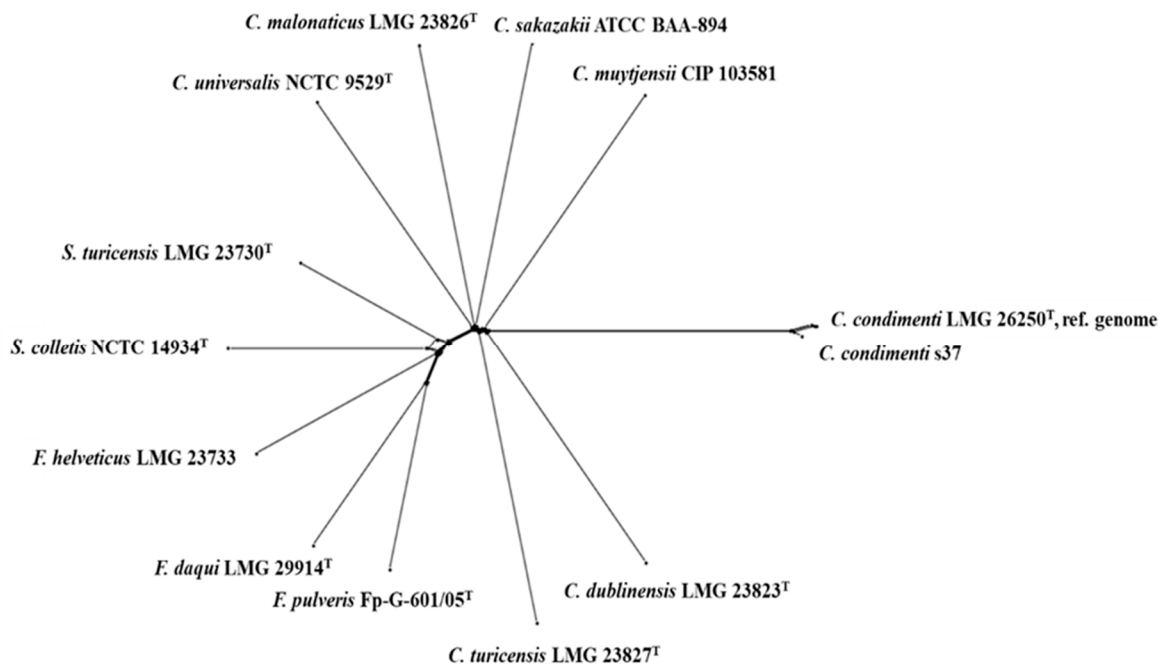 C. malonaticus LMG 23826ᵀ
C. sakazakii ATCC BAA-894
C. universalis NCTC 9529ᵀ
C. muytjensii CIP 103581
S. turicensis LMG 23730ᵀ
C. condimenti LMG 26250ᵀ, ref. genome
S. colletis NCTC 14934ᵀ
C. condimenti s37
F. helveticus LMG 23733
F. daqui LMG 29914ᵀ
F. pulveris Fp-G-601/05ᵀ
C. dublinensis LMG 23823ᵀ
C. turicensis LMG 23827ᵀ